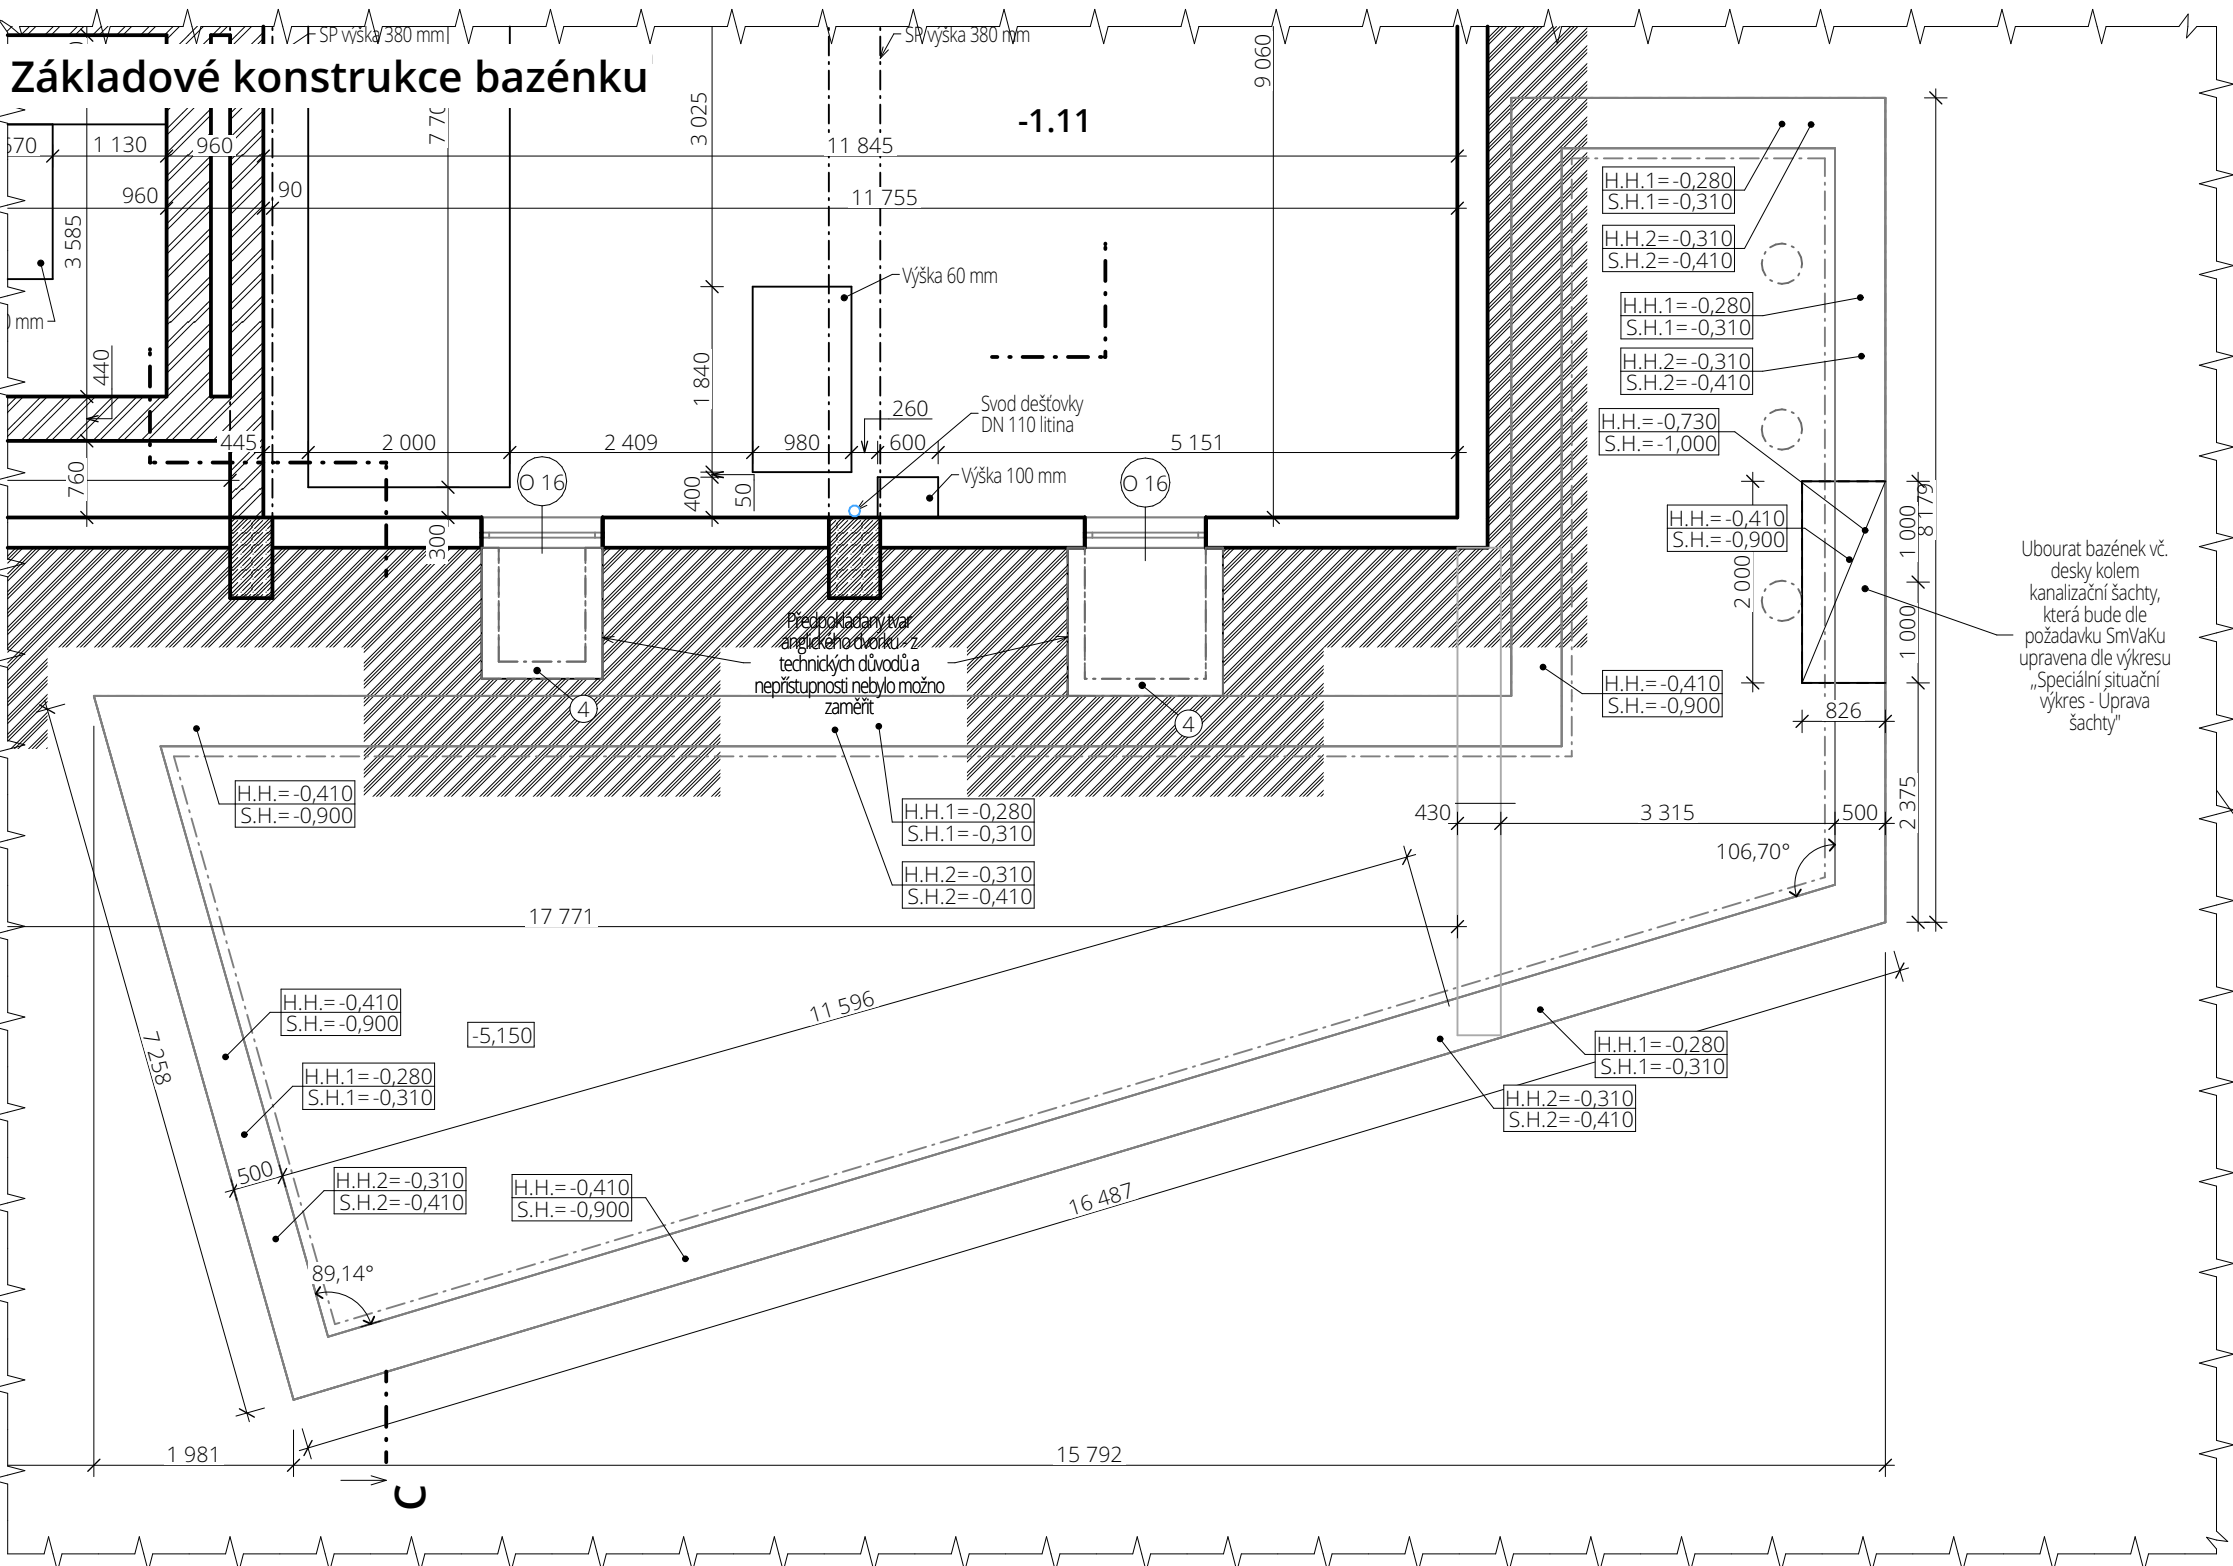 SP výška 380 mm
SP výška 380 mm
Základové konstrukce bazénku
9 060
3 025
-1.11
1 130
960
11 845
960
90
11 755
3 585
H.H.1= -0,280
S.H.1= -0,310
H.H.2= -0,310
S.H.2= -0,410
Výška 60 mm
H.H.1= -0,280
S.H.1= -0,310
H.H.2= -0,310
S.H.2= -0,410
440
1 840
260
Svod dešťovky
DN 110 litina
H.H.= -0,730
S.H.= -1,000
445
2 000
2 409
980
600
5 151
760
400
50
Výška 100 mm
O 16
O 16
300
H.H.= -0,410
S.H.= -0,900
2 000
1 000
8 179
1 000
Ubourat bazének vč.
desky kolem
kanalizační šachty,
která bude dle
požadavku SmVaKu
upravena dle výkresu
„Speciální situační
výkres - Úprava
šachty"
Předpokládaný tvar
anglického dvorku - z
technických důvodů a
nepřístupnosti nebylo možno
zaměřit
4
4
H.H.= -0,410
S.H.= -0,900
826
H.H.= -0,410
S.H.= -0,900
H.H.1= -0,280
S.H.1= -0,310
H.H.2= -0,310
S.H.2= -0,410
430
3 315
500
2 375
106,70°
17 771
11 596
H.H.= -0,410
S.H.= -0,900
-5,150
7 258
H.H.1= -0,280
S.H.1= -0,310
H.H.1= -0,280
S.H.1= -0,310
H.H.2= -0,310
S.H.2= -0,410
500
H.H.2= -0,310
S.H.2= -0,410
H.H.= -0,410
S.H.= -0,900
16 487
89,14°
1 981
15 792
C